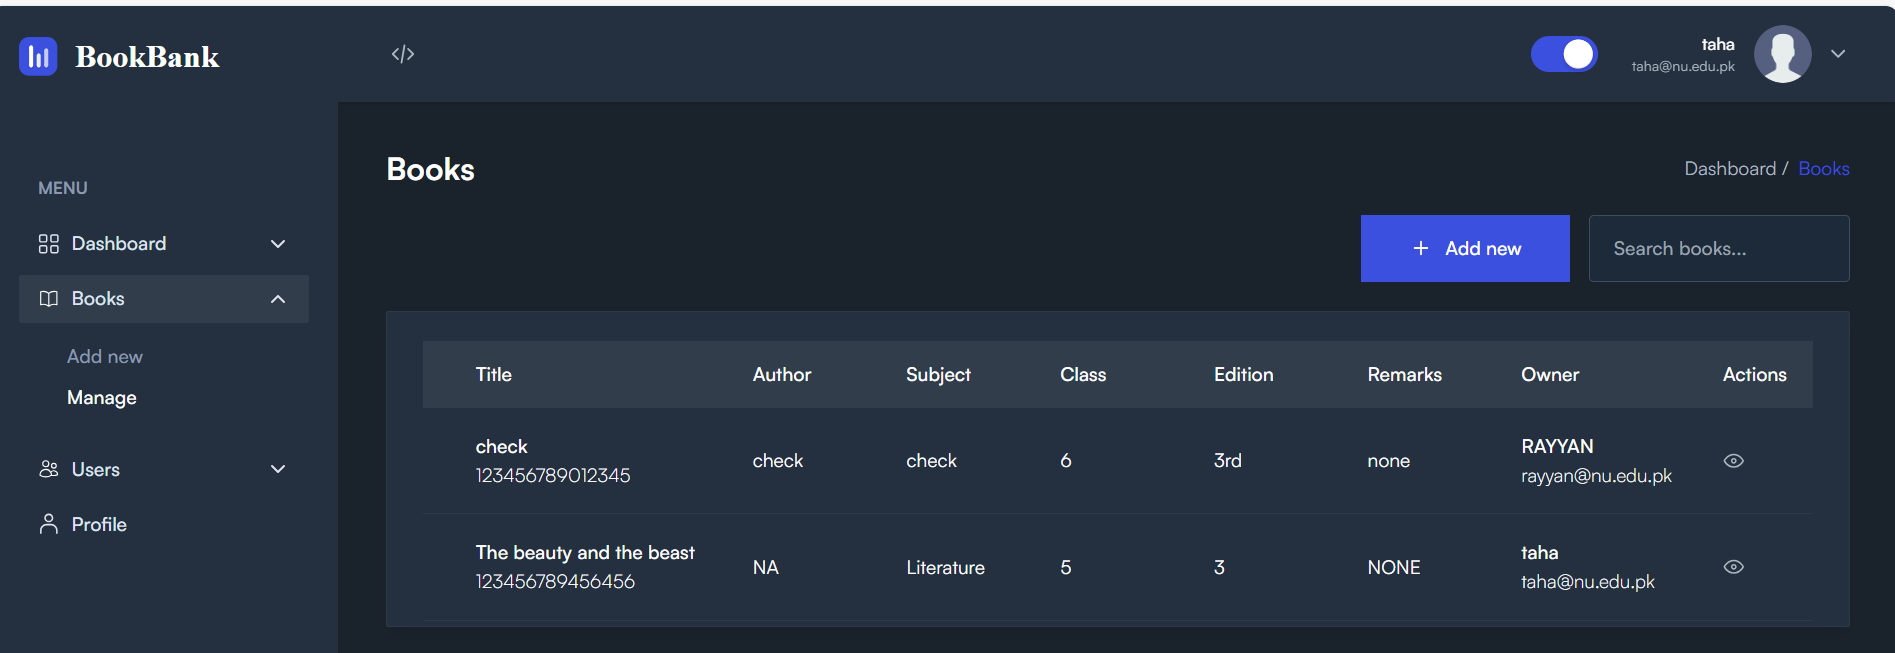 BookBank
</>
taha
taha@nu.edu.pk
MENU
Dashboard
Books
Add new
Manage
Users
Profile
Books
Dashboard / Books
+ Add new
Search books...
Title Author Subject Class Edition Remarks Owner Actions
check
123456789012345
check check 6 3rd none
RAYYAN
rayyan@nu.edu.pk
The beauty and the beast
123456789456456
NA Literature 5 3 NONE
taha
taha@nu.edu.pk